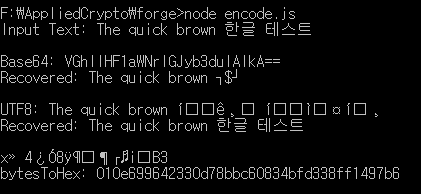 F:\AppliedCrypto\forge>node encode.js
Input Text: The quick brown 한글 테스트
Base64: VGhlIHF1aWNrIGJyb3duIAlkA==
Recovered: The quick brown ┐$┘
UTF8: The quick brown
Recovered: The quick brown 한글 테스트
bytesToHex: 010e699642330d78bbc60834bfd338ff1497b6